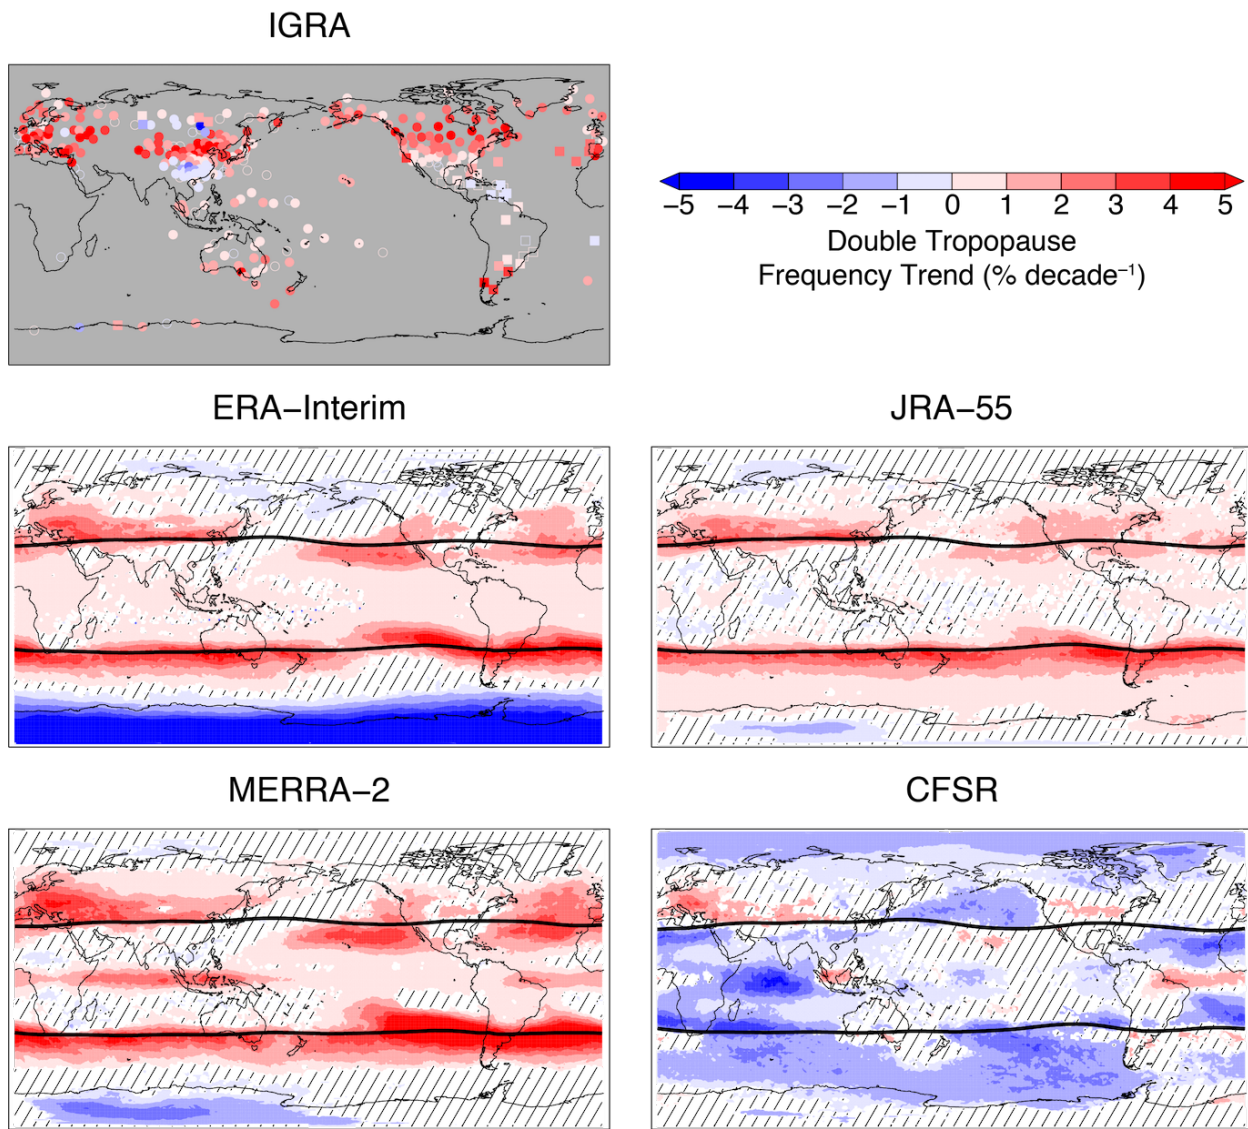 IGRA
−5 −4 −3 −2 −1 0 1 2 3 4 5
Double Tropopause
Frequency Trend (% decade⁻¹)
ERA−Interim
JRA−55
MERRA−2
CFSR